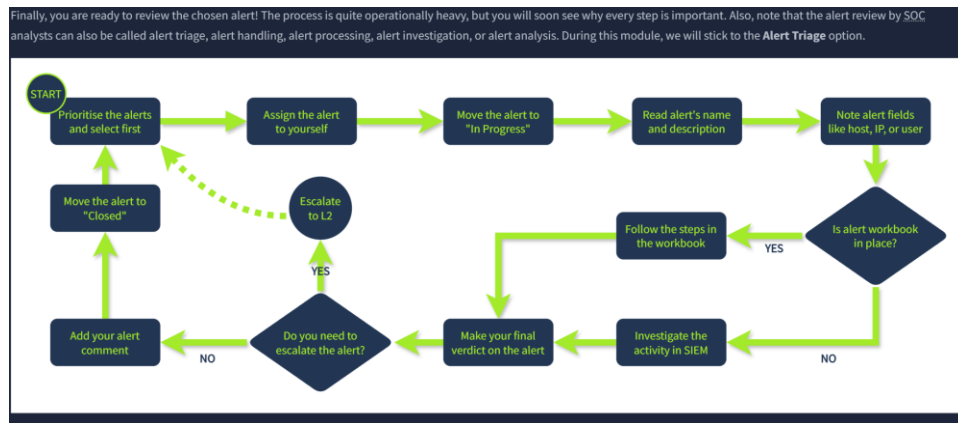 Finally, you are ready to review the chosen alert! The process is quite operationally heavy, but you will soon see why every step is important. Also, note that the alert review by SOC
analysts can also be called alert triage, alert handling, alert processing, alert investigation, or alert analysis. During this module, we will stick to the Alert Triage option.
START
Prioritise the alerts
and select first
Assign the alert
to yourself
Move the alert to
"In Progress"
Read alert's name
and description
Note alert fields
like host, IP, or user
Is alert workbook
in place?
YES
Follow the steps in
the workbook
NO
Investigate the
activity in SIEM
Make your final
verdict on the alert
Do you need to
escalate the alert?
YES
Escalate
to L2
NO
Add your alert
comment
Move the alert to
"Closed"